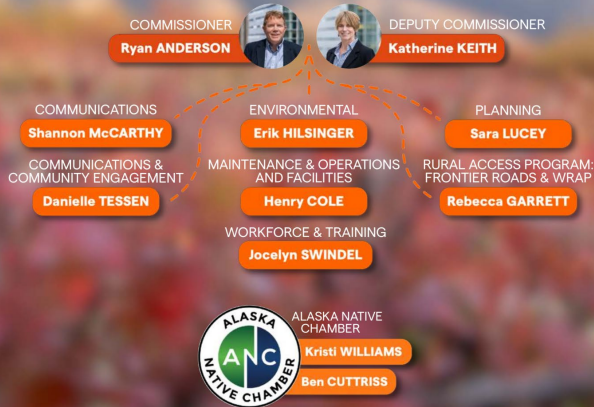 COMMISSIONER
Ryan ANDERSON
DEPUTY COMMISSIONER
Katherine KEITH
COMMUNICATIONS
Shannon McCARTHY
ENVIRONMENTAL
Erik HILSINGER
PLANNING
Sara LUCEY
COMMUNICATIONS &
COMMUNITY ENGAGEMENT
Danielle TESSEN
MAINTENANCE & OPERATIONS
AND FACILITIES
Henry COLE
RURAL ACCESS PROGRAM:
FRONTIER ROADS & WRAP
Rebecca GARRETT
WORKFORCE & TRAINING
Jocelyn SWINDEL
ALASKA
ANC
NATIVE CHAMBER
ALASKA NATIVE
CHAMBER
Kristi WILLIAMS
Ben CUTTRISS